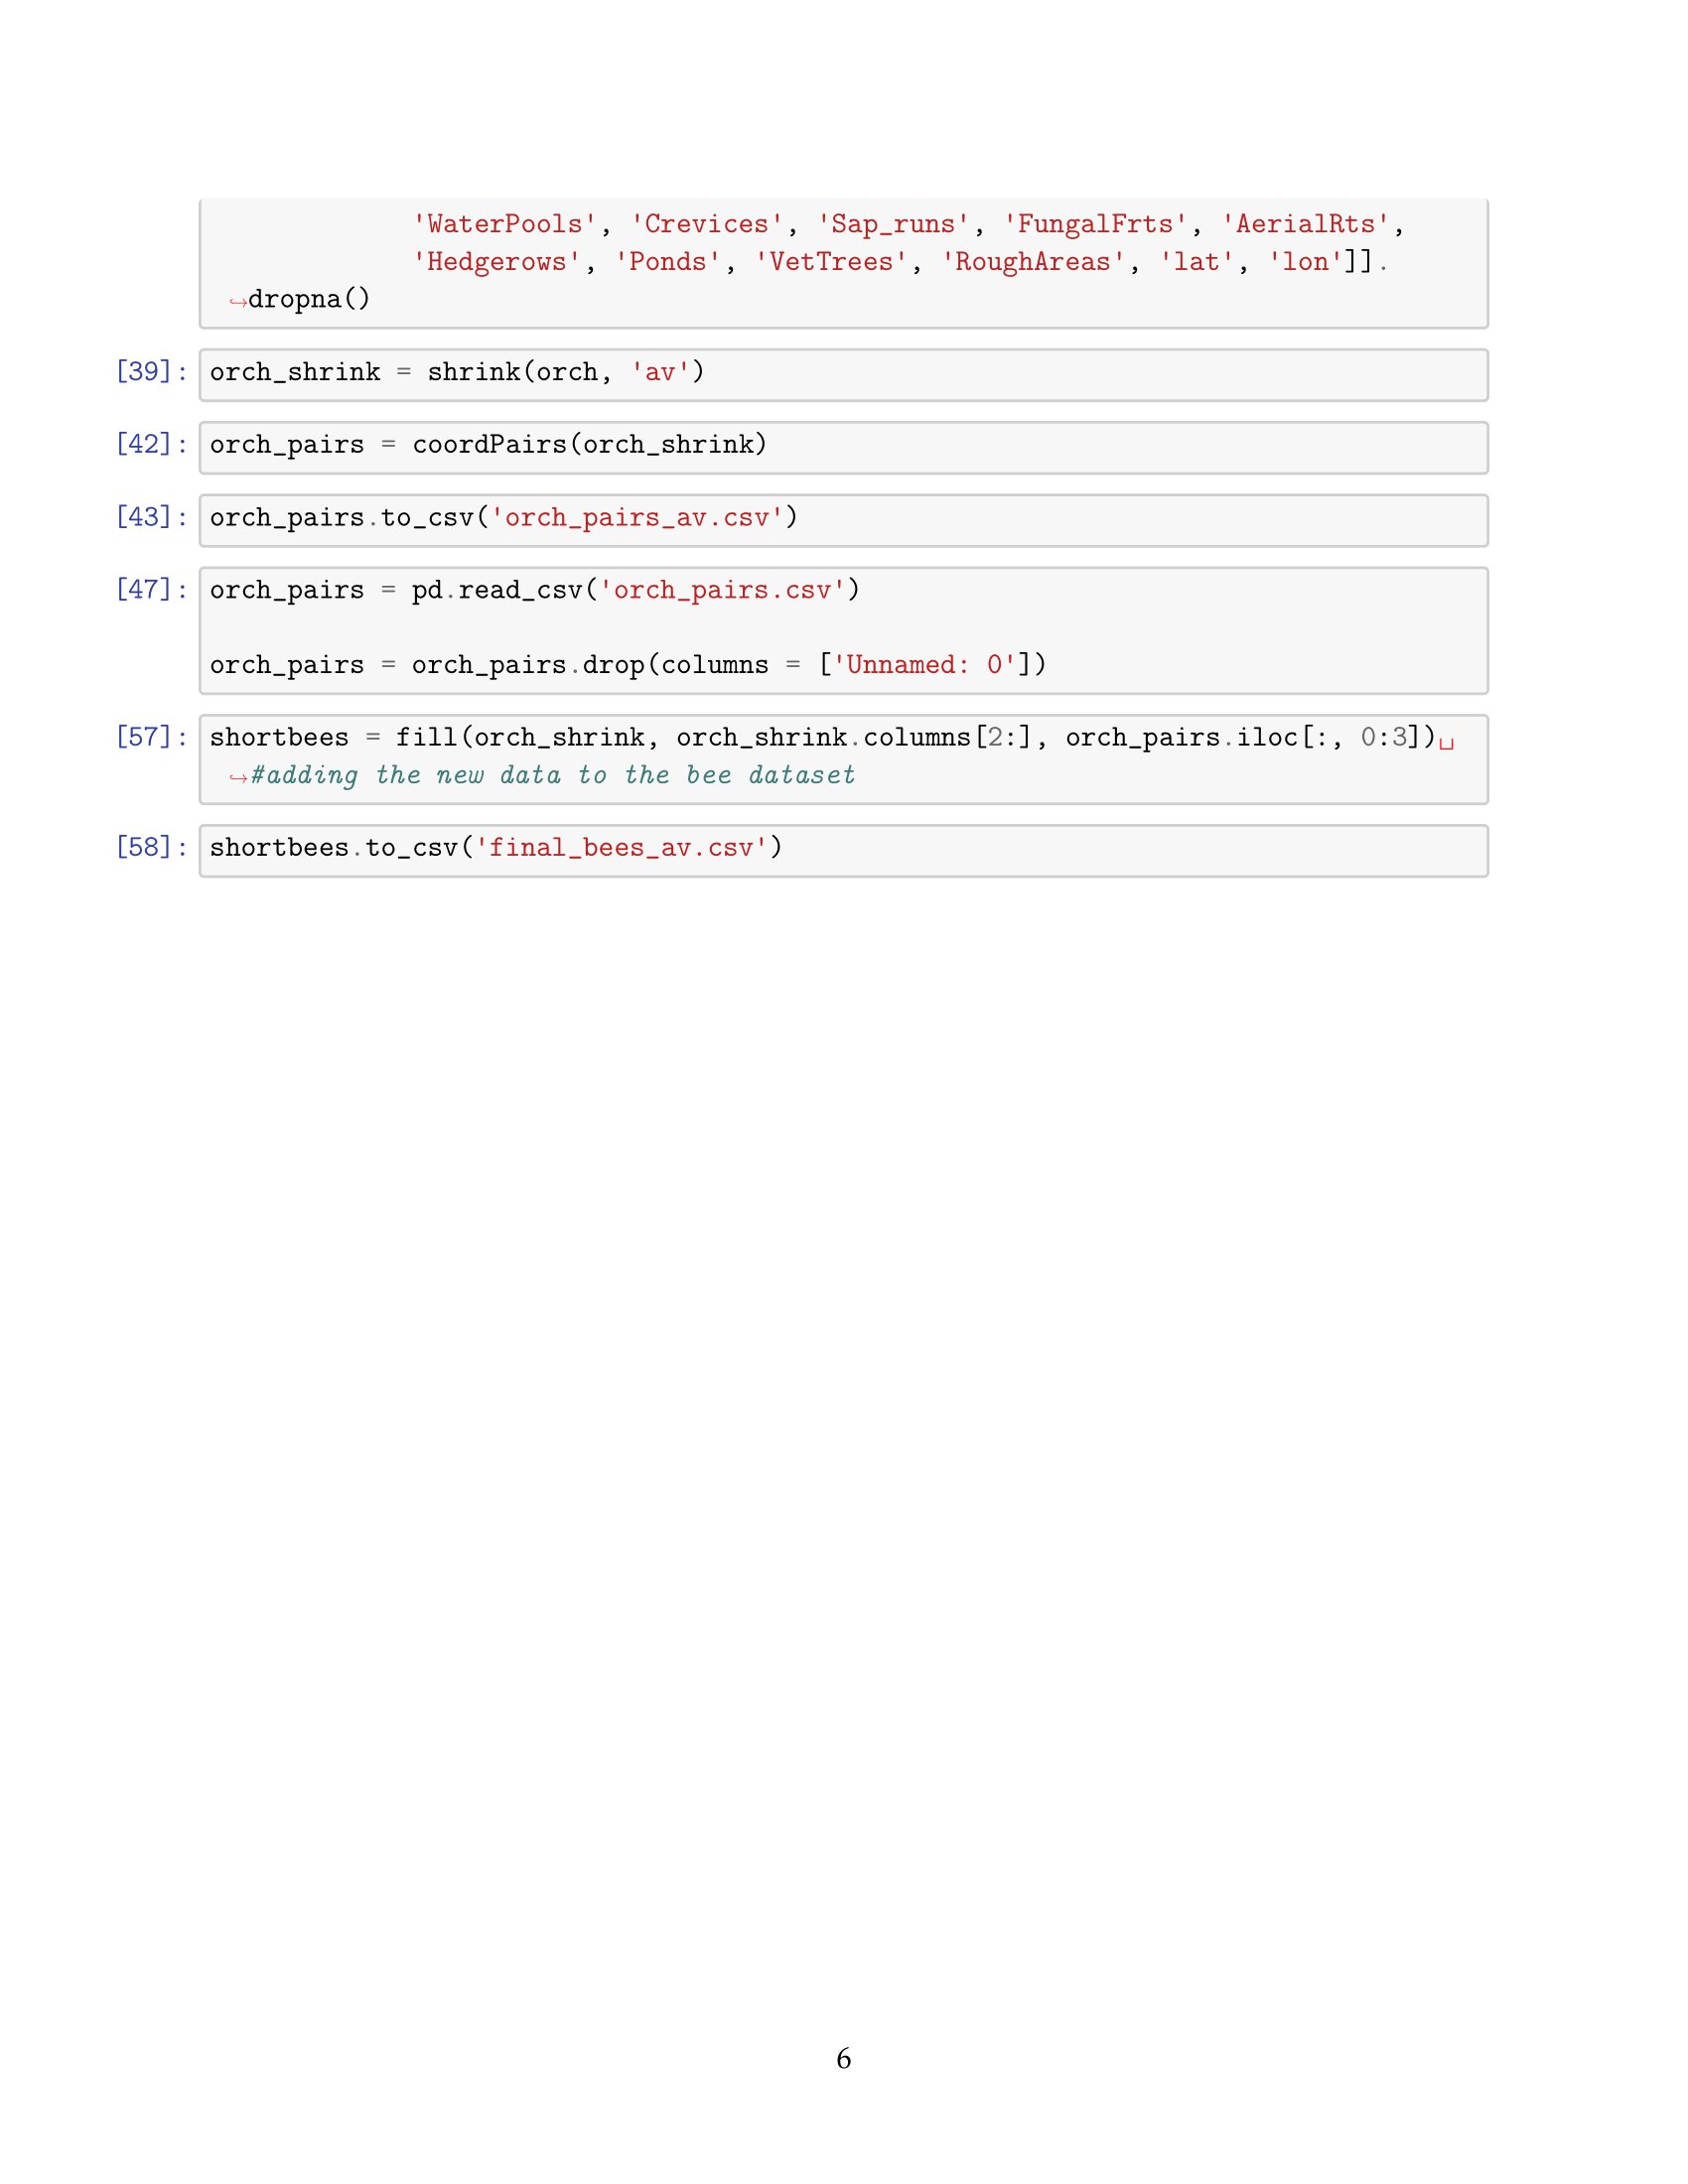 'WaterPools', 'Crevices', 'Sap_runs', 'FungalFrts', 'AerialRts',
'Hedgerows', 'Ponds', 'VetTrees', 'RoughAreas', 'lat', 'lon']].
↪dropna()
[39]: orch_shrink = shrink(orch, 'av')
[42]: orch_pairs = coordPairs(orch_shrink)
[43]: orch_pairs.to_csv('orch_pairs_av.csv')
[47]: orch_pairs = pd.read_csv('orch_pairs.csv')
orch_pairs = orch_pairs.drop(columns = ['Unnamed: 0'])
[57]: shortbees = fill(orch_shrink, orch_shrink.columns[2:], orch_pairs.iloc[:, 0:3])␣
↪#adding the new data to the bee dataset
[58]: shortbees.to_csv('final_bees_av.csv')
6